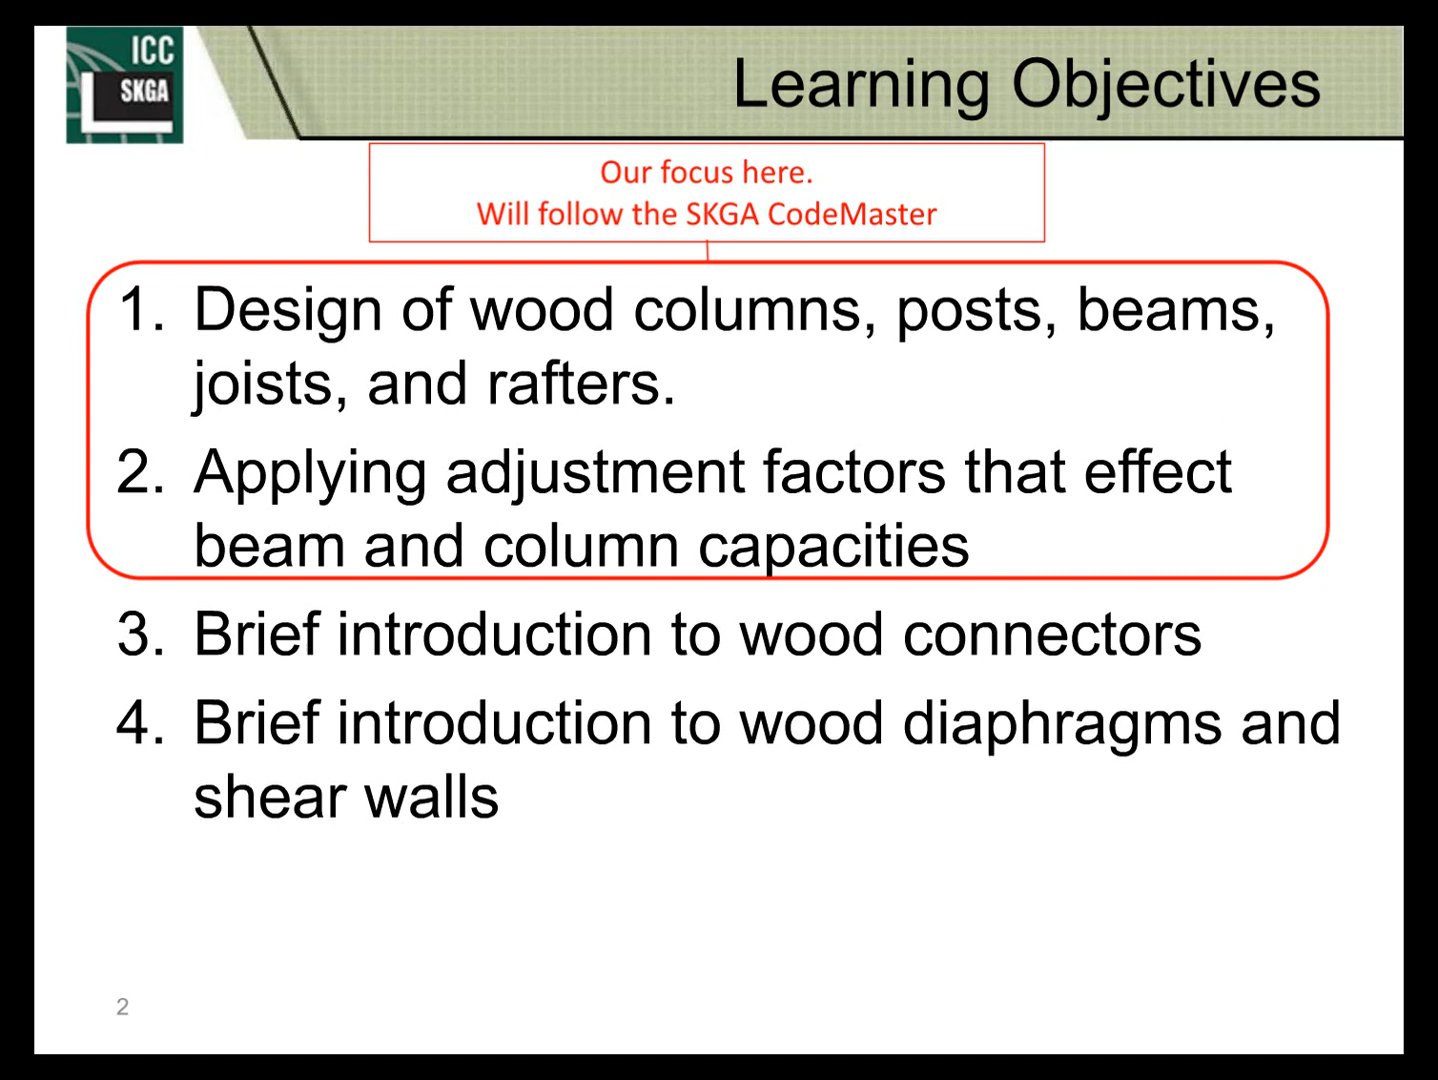 ICC
SKGA
Learning Objectives
Our focus here.
Will follow the SKGA CodeMaster
1. Design of wood columns, posts, beams,
joists, and rafters.
2. Applying adjustment factors that effect
beam and column capacities
3. Brief introduction to wood connectors
4. Brief introduction to wood diaphragms and
shear walls
2